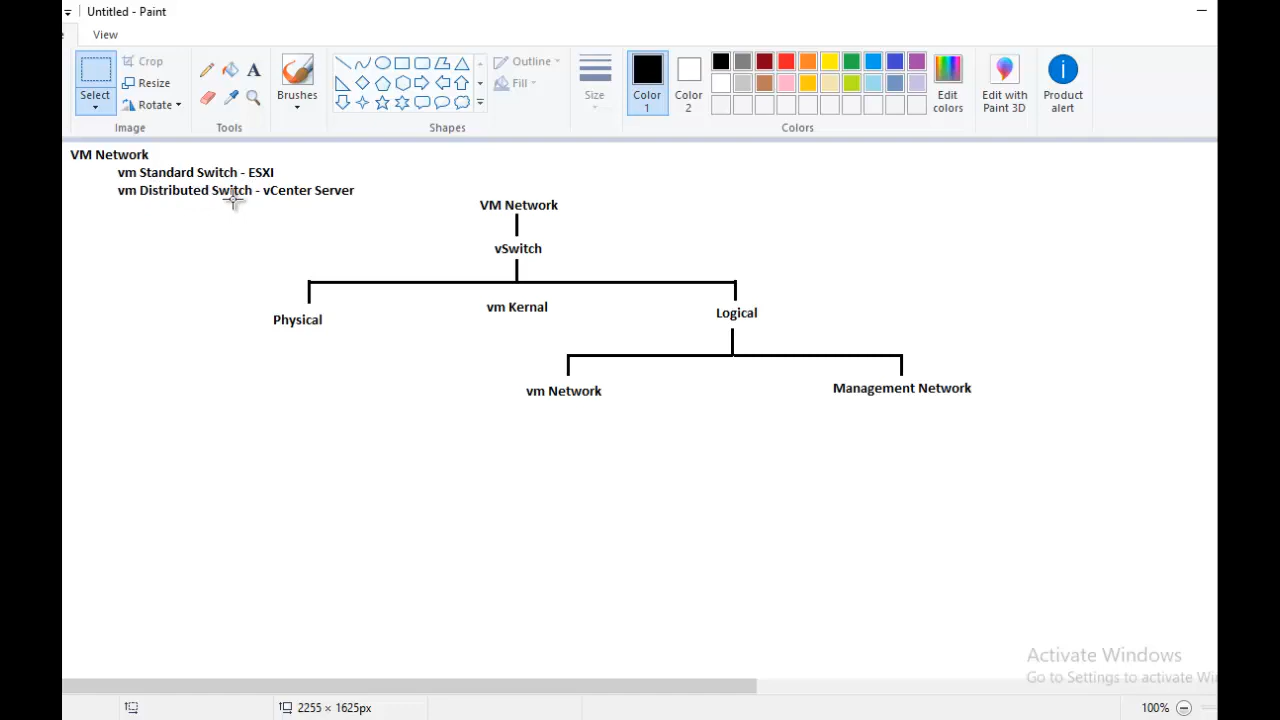 Untitled - Paint
View
Select
Crop
Resize
Rotate
Image
Tools
Brushes
Outline
Fill
Shapes
Size
Color 1
Color 2
Edit colors
Colors
Edit with Paint 3D
Product alert
VM Network
vm Standard Switch - ESXI
vm Distributed Switch - vCenter Server
VM Network
vSwitch
Physical
vm Kernal
Logical
vm Network
Management Network
Activate Windows
Go to Settings to activate Wi
2255 × 1625px
100%